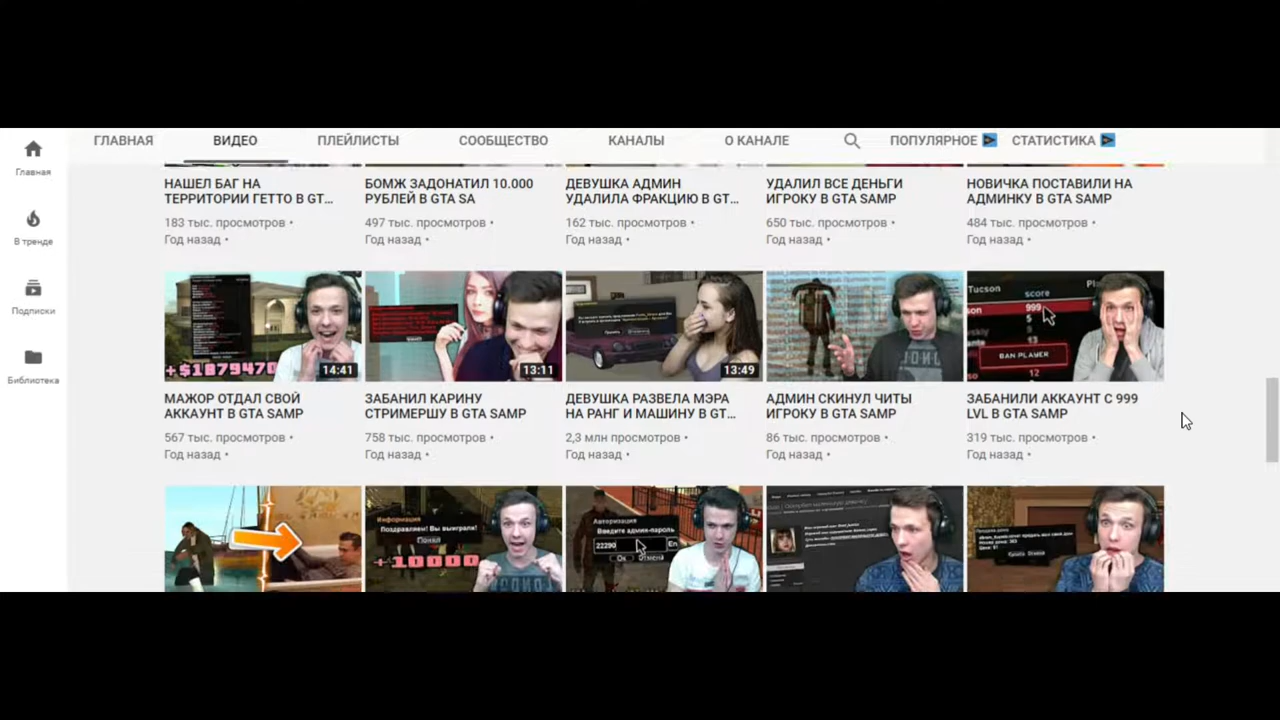 ГЛАВНАЯ ВИДЕО ПЛЕЙЛИСТЫ СООБЩЕСТВО КАНАЛЫ О КАНАЛЕ ПОПУЛЯРНОЕ СТАТИСТИКА
Главная
В тренде
Подписки
Библиотека
НАШЕЛ БАГ НА
ТЕРРИТОРИИ ГЕТТО В GT...
183 тыс. просмотров •
Год назад •
БОМЖ ЗАДОНАТИЛ 10.000
РУБЛЕЙ В GTA SA
497 тыс. просмотров •
Год назад •
ДЕВУШКА АДМИН
УДАЛИЛА ФРАКЦИЮ В GT...
162 тыс. просмотров •
Год назад •
УДАЛИЛ ВСЕ ДЕНЬГИ
ИГРОКУ В GTA SAMP
650 тыс. просмотров •
Год назад •
НОВИЧКА ПОСТАВИЛИ НА
АДМИНКУ В GTA SAMP
484 тыс. просмотров •
Год назад •
+$1879470
14:41
МАЖОР ОТДАЛ СВОЙ
АККАУНТ В GTA SAMP
567 тыс. просмотров •
Год назад •
13:11
ЗАБАНИЛ КАРИНУ
СТРИМЕРШУ В GTA SAMP
758 тыс. просмотров •
Год назад •
13:49
ДЕВУШКА РАЗВЕЛА МЭРА
НА РАНГ И МАШИНУ В GT...
2,3 млн просмотров •
Год назад •
АДМИН СКИНУЛ ЧИТЫ
ИГРОКУ В GTA SAMP
86 тыс. просмотров •
Год назад •
Tucson
score
999
5
12
BAN PLAYER
ЗАБАНИЛИ АККАУНТ С 999
LVL В GTA SAMP
319 тыс. просмотров •
Год назад •
Информация
Поздравляем! Вы выиграли!
Понял
+10000
Авторизация
Введите админ-пароль
22290 En
Ок Отмена